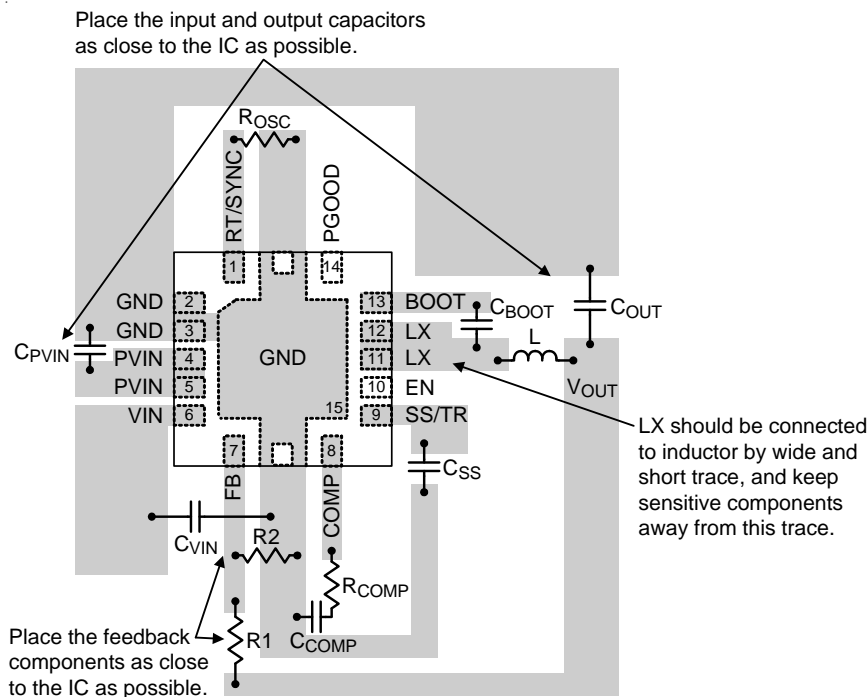 Place the input and output capacitors
as close to the IC as possible.
ROSC
RT/SYNC
PGOOD
1
14
GND
2
13
BOOT
CBOOT
COUT
GND
3
12
LX
L
CPVIN
PVIN
4
GND
11
LX
PVIN
5
10
EN
VOUT
VIN
6
15
9
SS/TR
7
8
LX should be connected
to inductor by wide and
short trace, and keep
sensitive components
away from this trace.
CSS
FB
COMP
CVIN
R2
RCOMP
CCOMP
R1
Place the feedback
components as close
to the IC as possible.